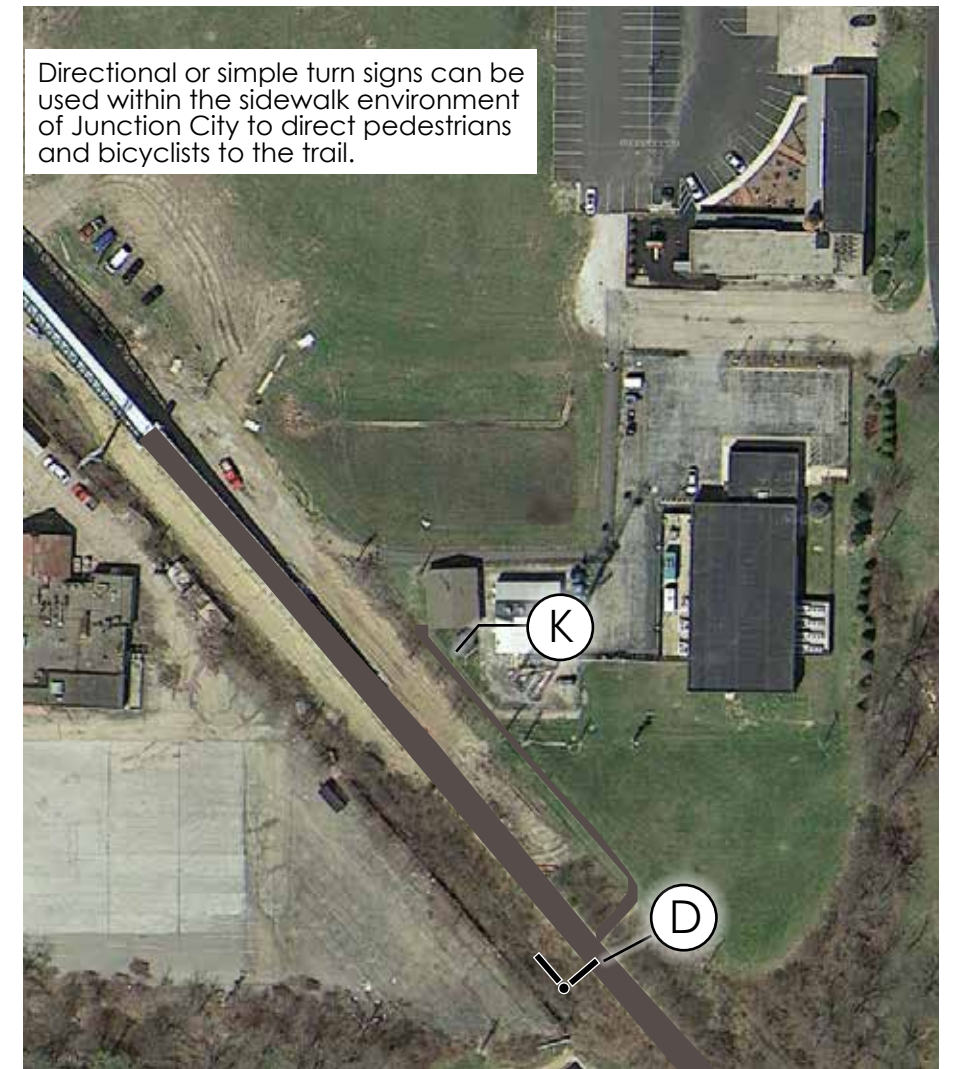 Directional or simple turn signs can be
used within the sidewalk environment
of Junction City to direct pedestrians
and bicyclists to the trail.
K
D